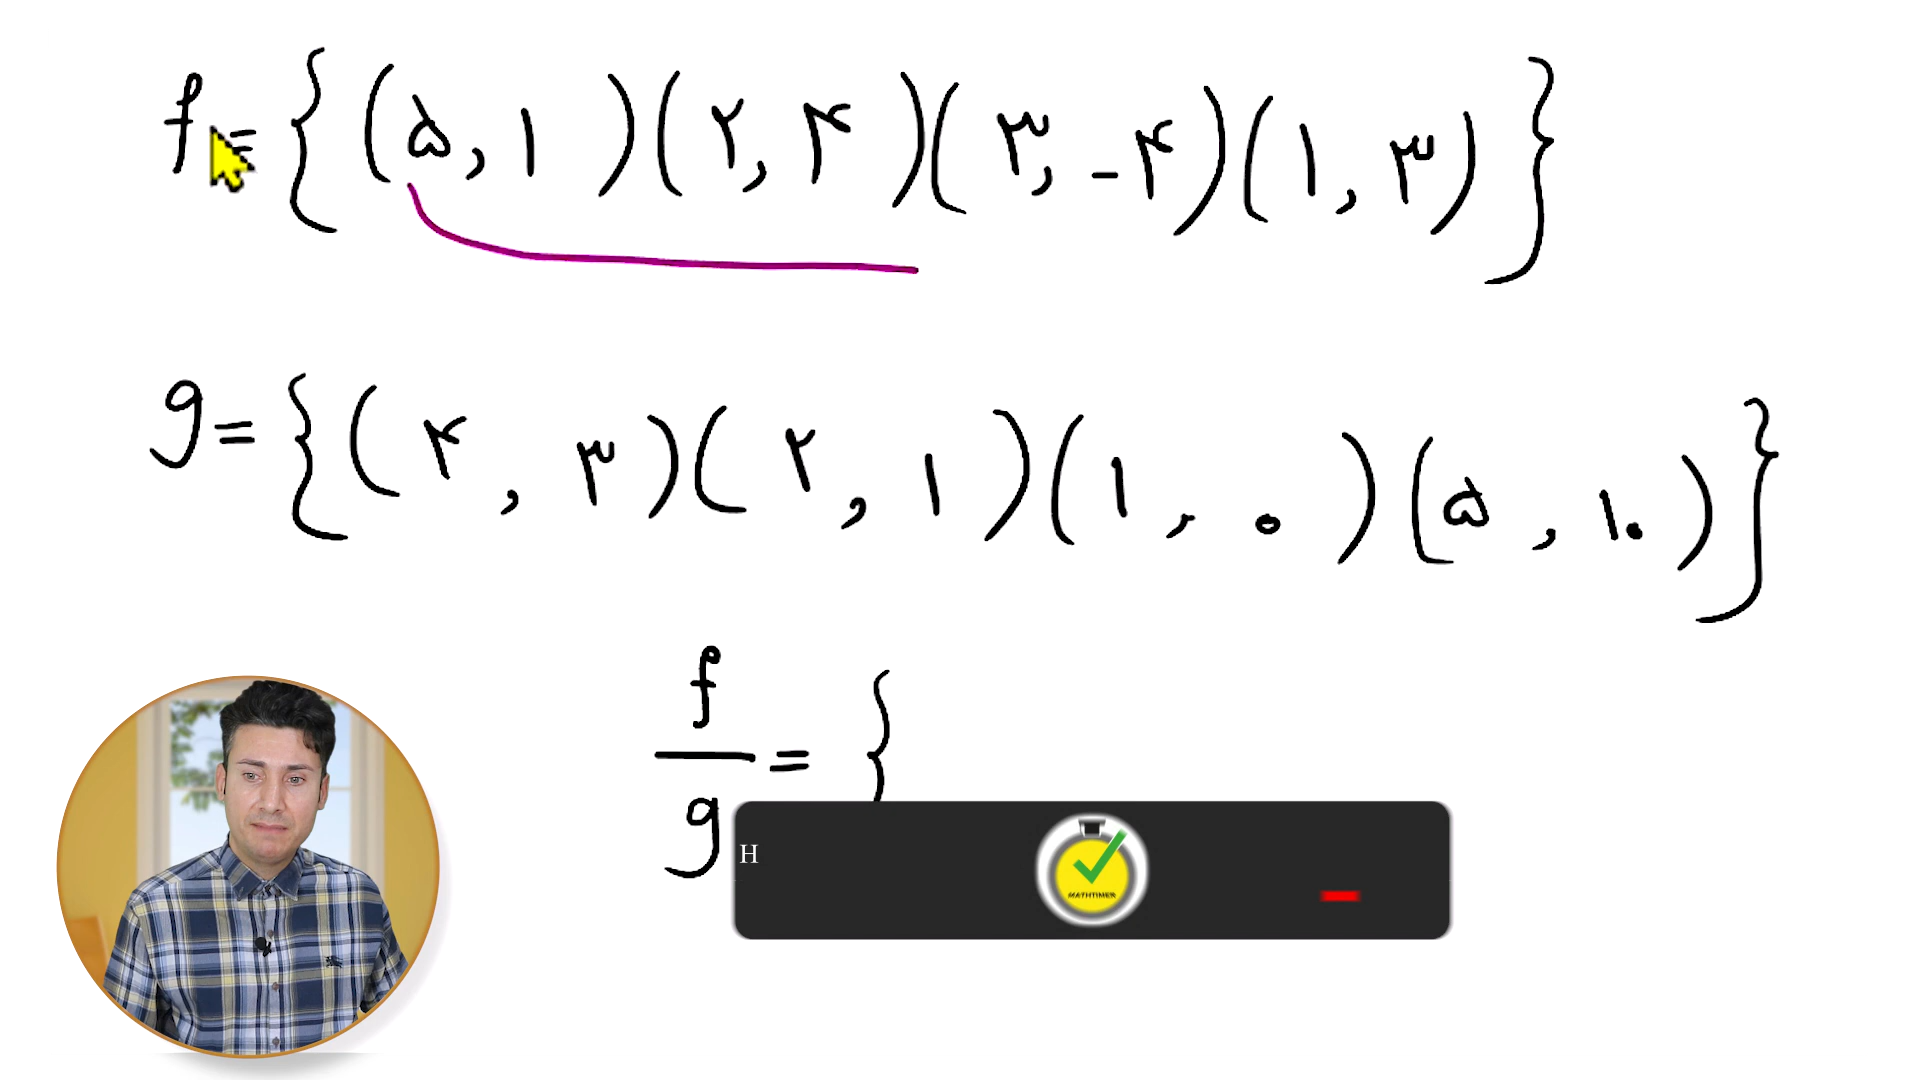 f = { (۵, ۱) (۲, ۴) (۳, -۴) (۱, ۳) }
g = { (۴, ۳) (۲, ۱) (۱, ۰) (۵, ۱۰) }
f
— = {
g
H
MATHTIMER